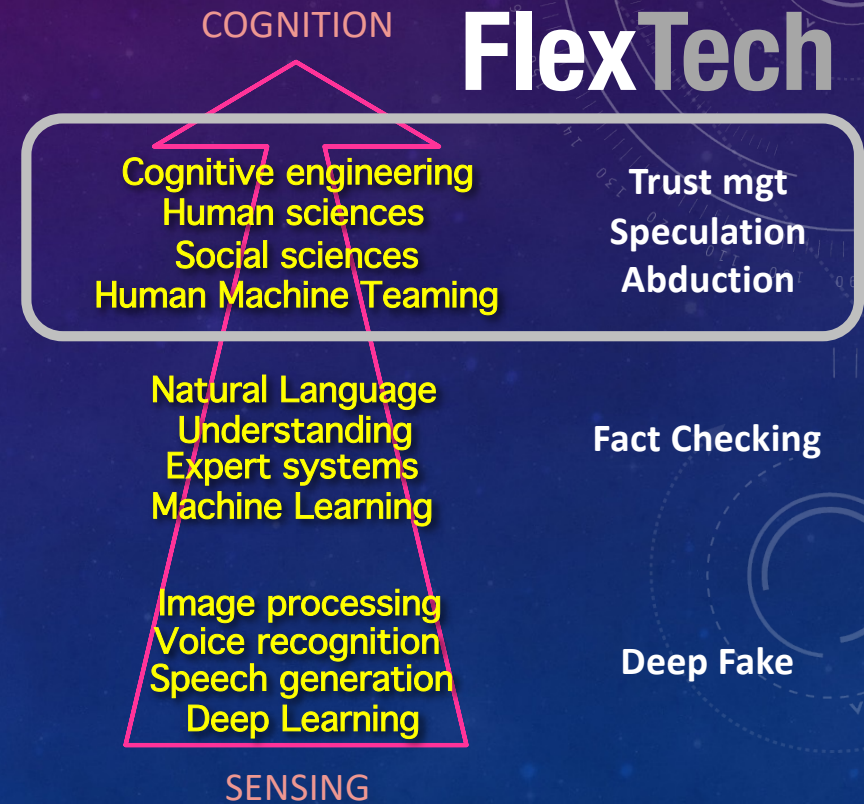 COGNITION
FlexTech
Cognitive engineering
Human sciences
Social sciences
Human Machine Teaming
Trust mgt
Speculation
Abduction
Natural Language
Understanding
Expert systems
Machine Learning
Fact Checking
Image processing
Voice recognition
Speech generation
Deep Learning
Deep Fake
SENSING